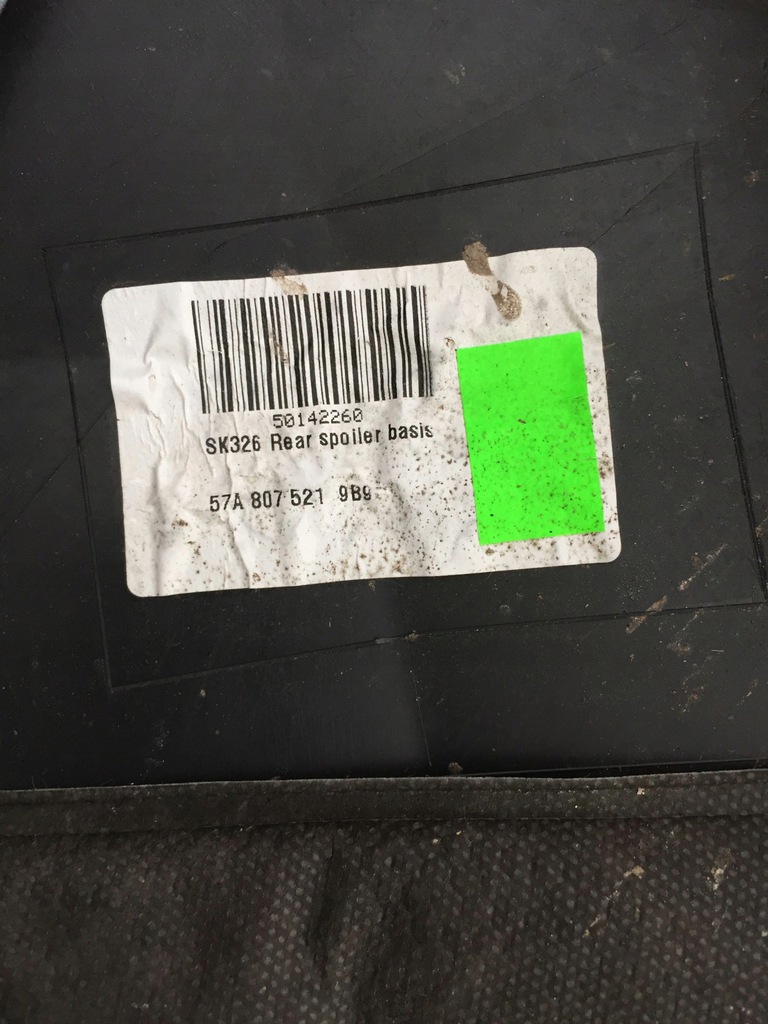 50142260
SK326 Rear spoiler basis
57A 807 521 9B9